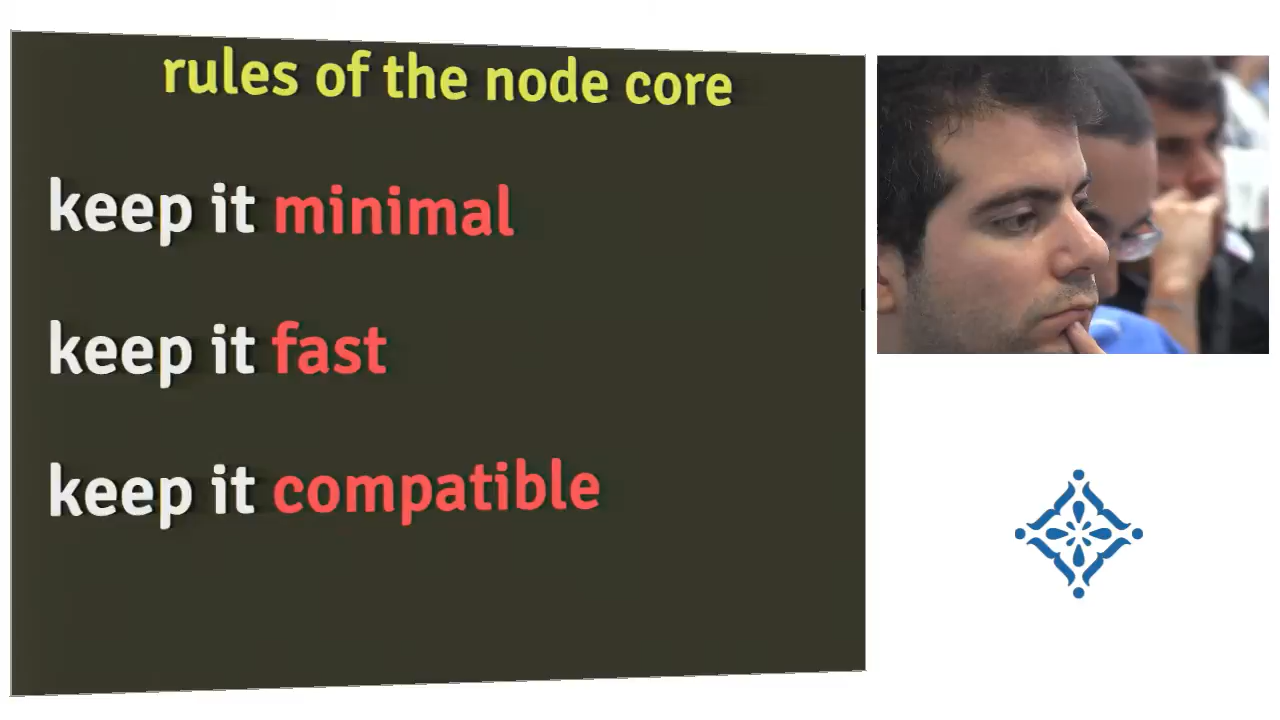 rules of the node core
keep it minimal
keep it fast
keep it compatible